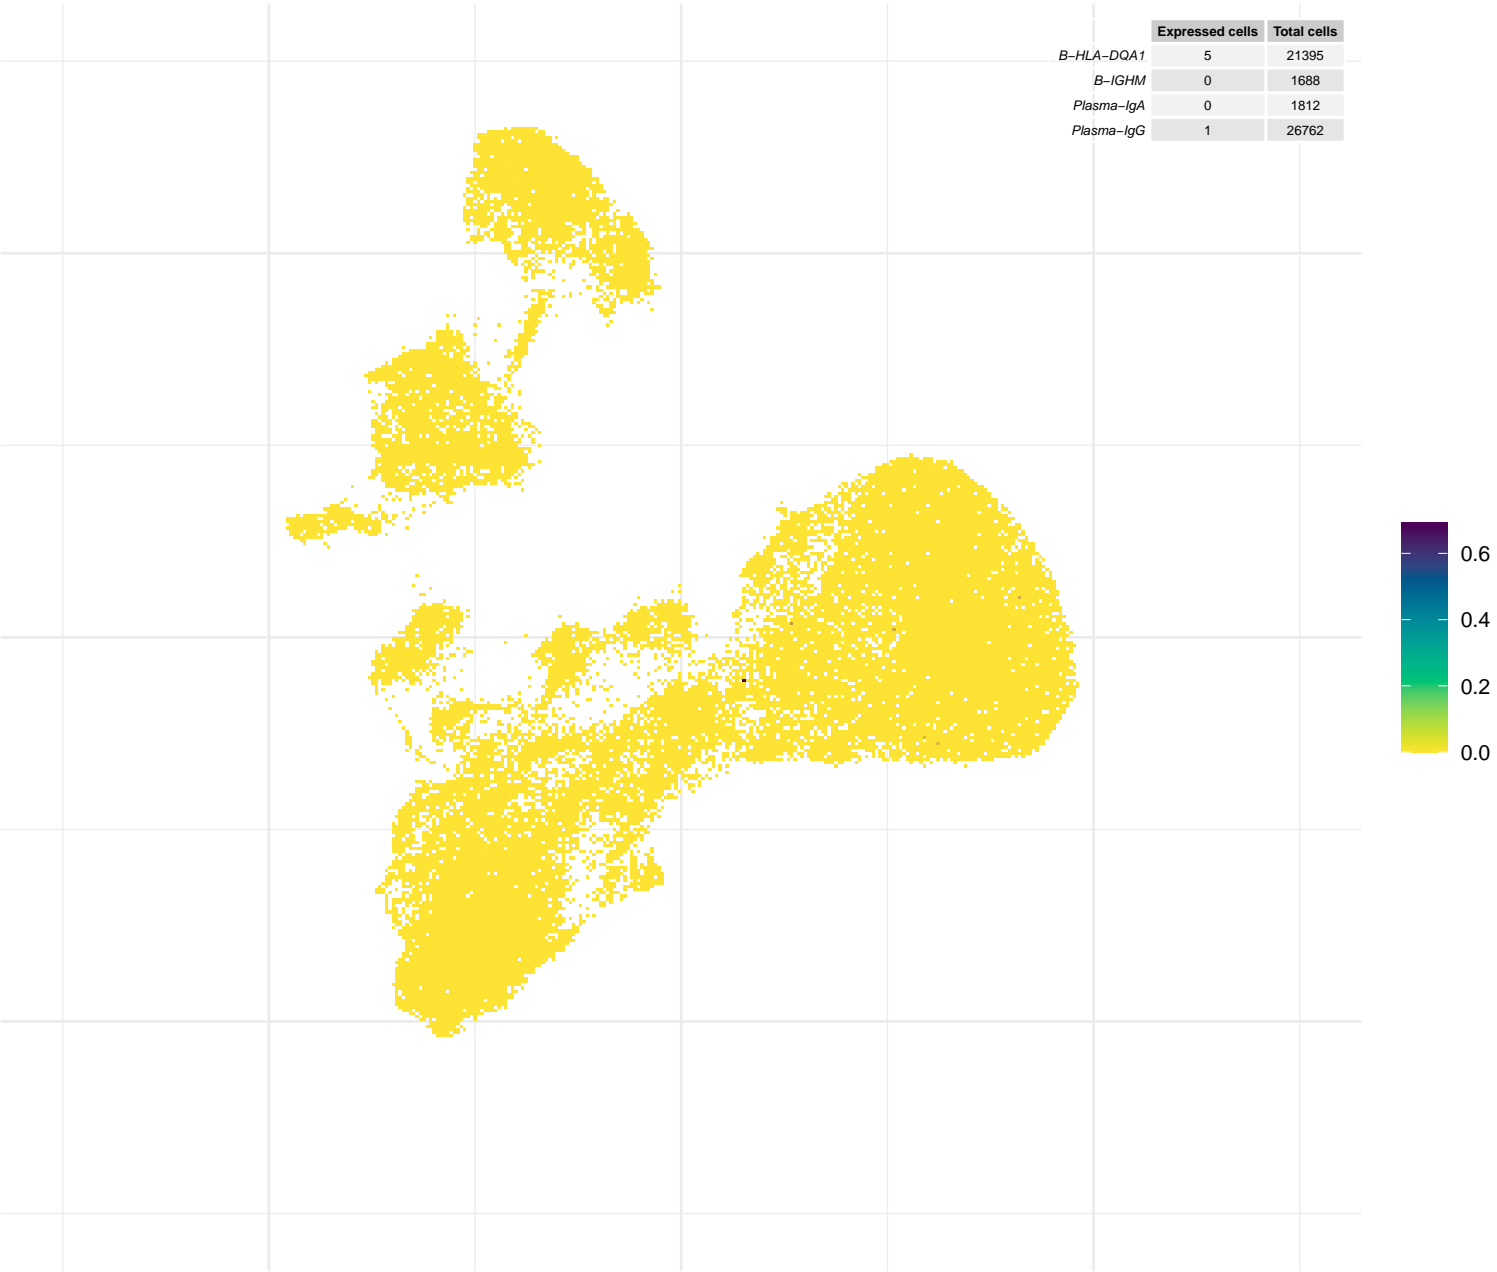 Expressed cells Total cells
B−HLA−DQA1 5 21395
B−IGHM 0 1688
Plasma−IgA 0 1812
Plasma−IgG 1 26762
0.6
0.4
0.2
0.0